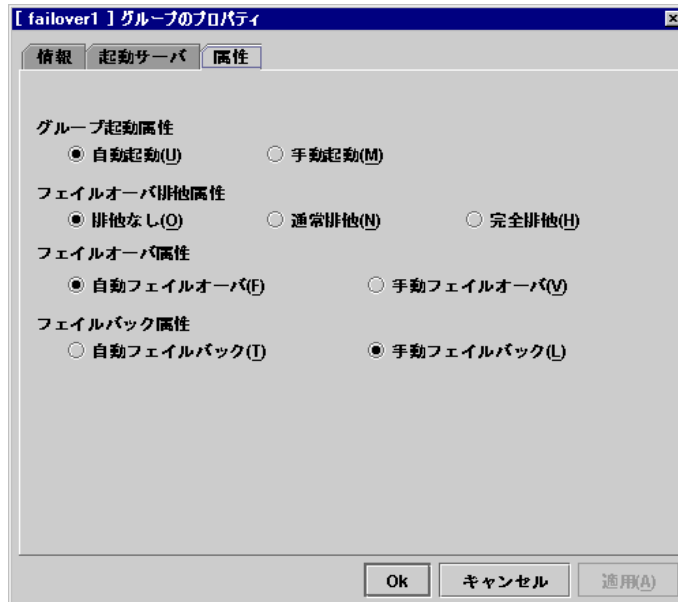 [ failover1 ] グループのプロパティ
情報 起動サーバ 属性
グループ起動属性
自動起動(U) 手動起動(M)
フェイルオーバ排他属性
排他なし(O) 通常排他(N) 完全排他(H)
フェイルオーバ属性
自動フェイルオーバ(F) 手動フェイルオーバ(V)
フェイルバック属性
自動フェイルバック(T) 手動フェイルバック(L)
Ok キャンセル 適用(A)